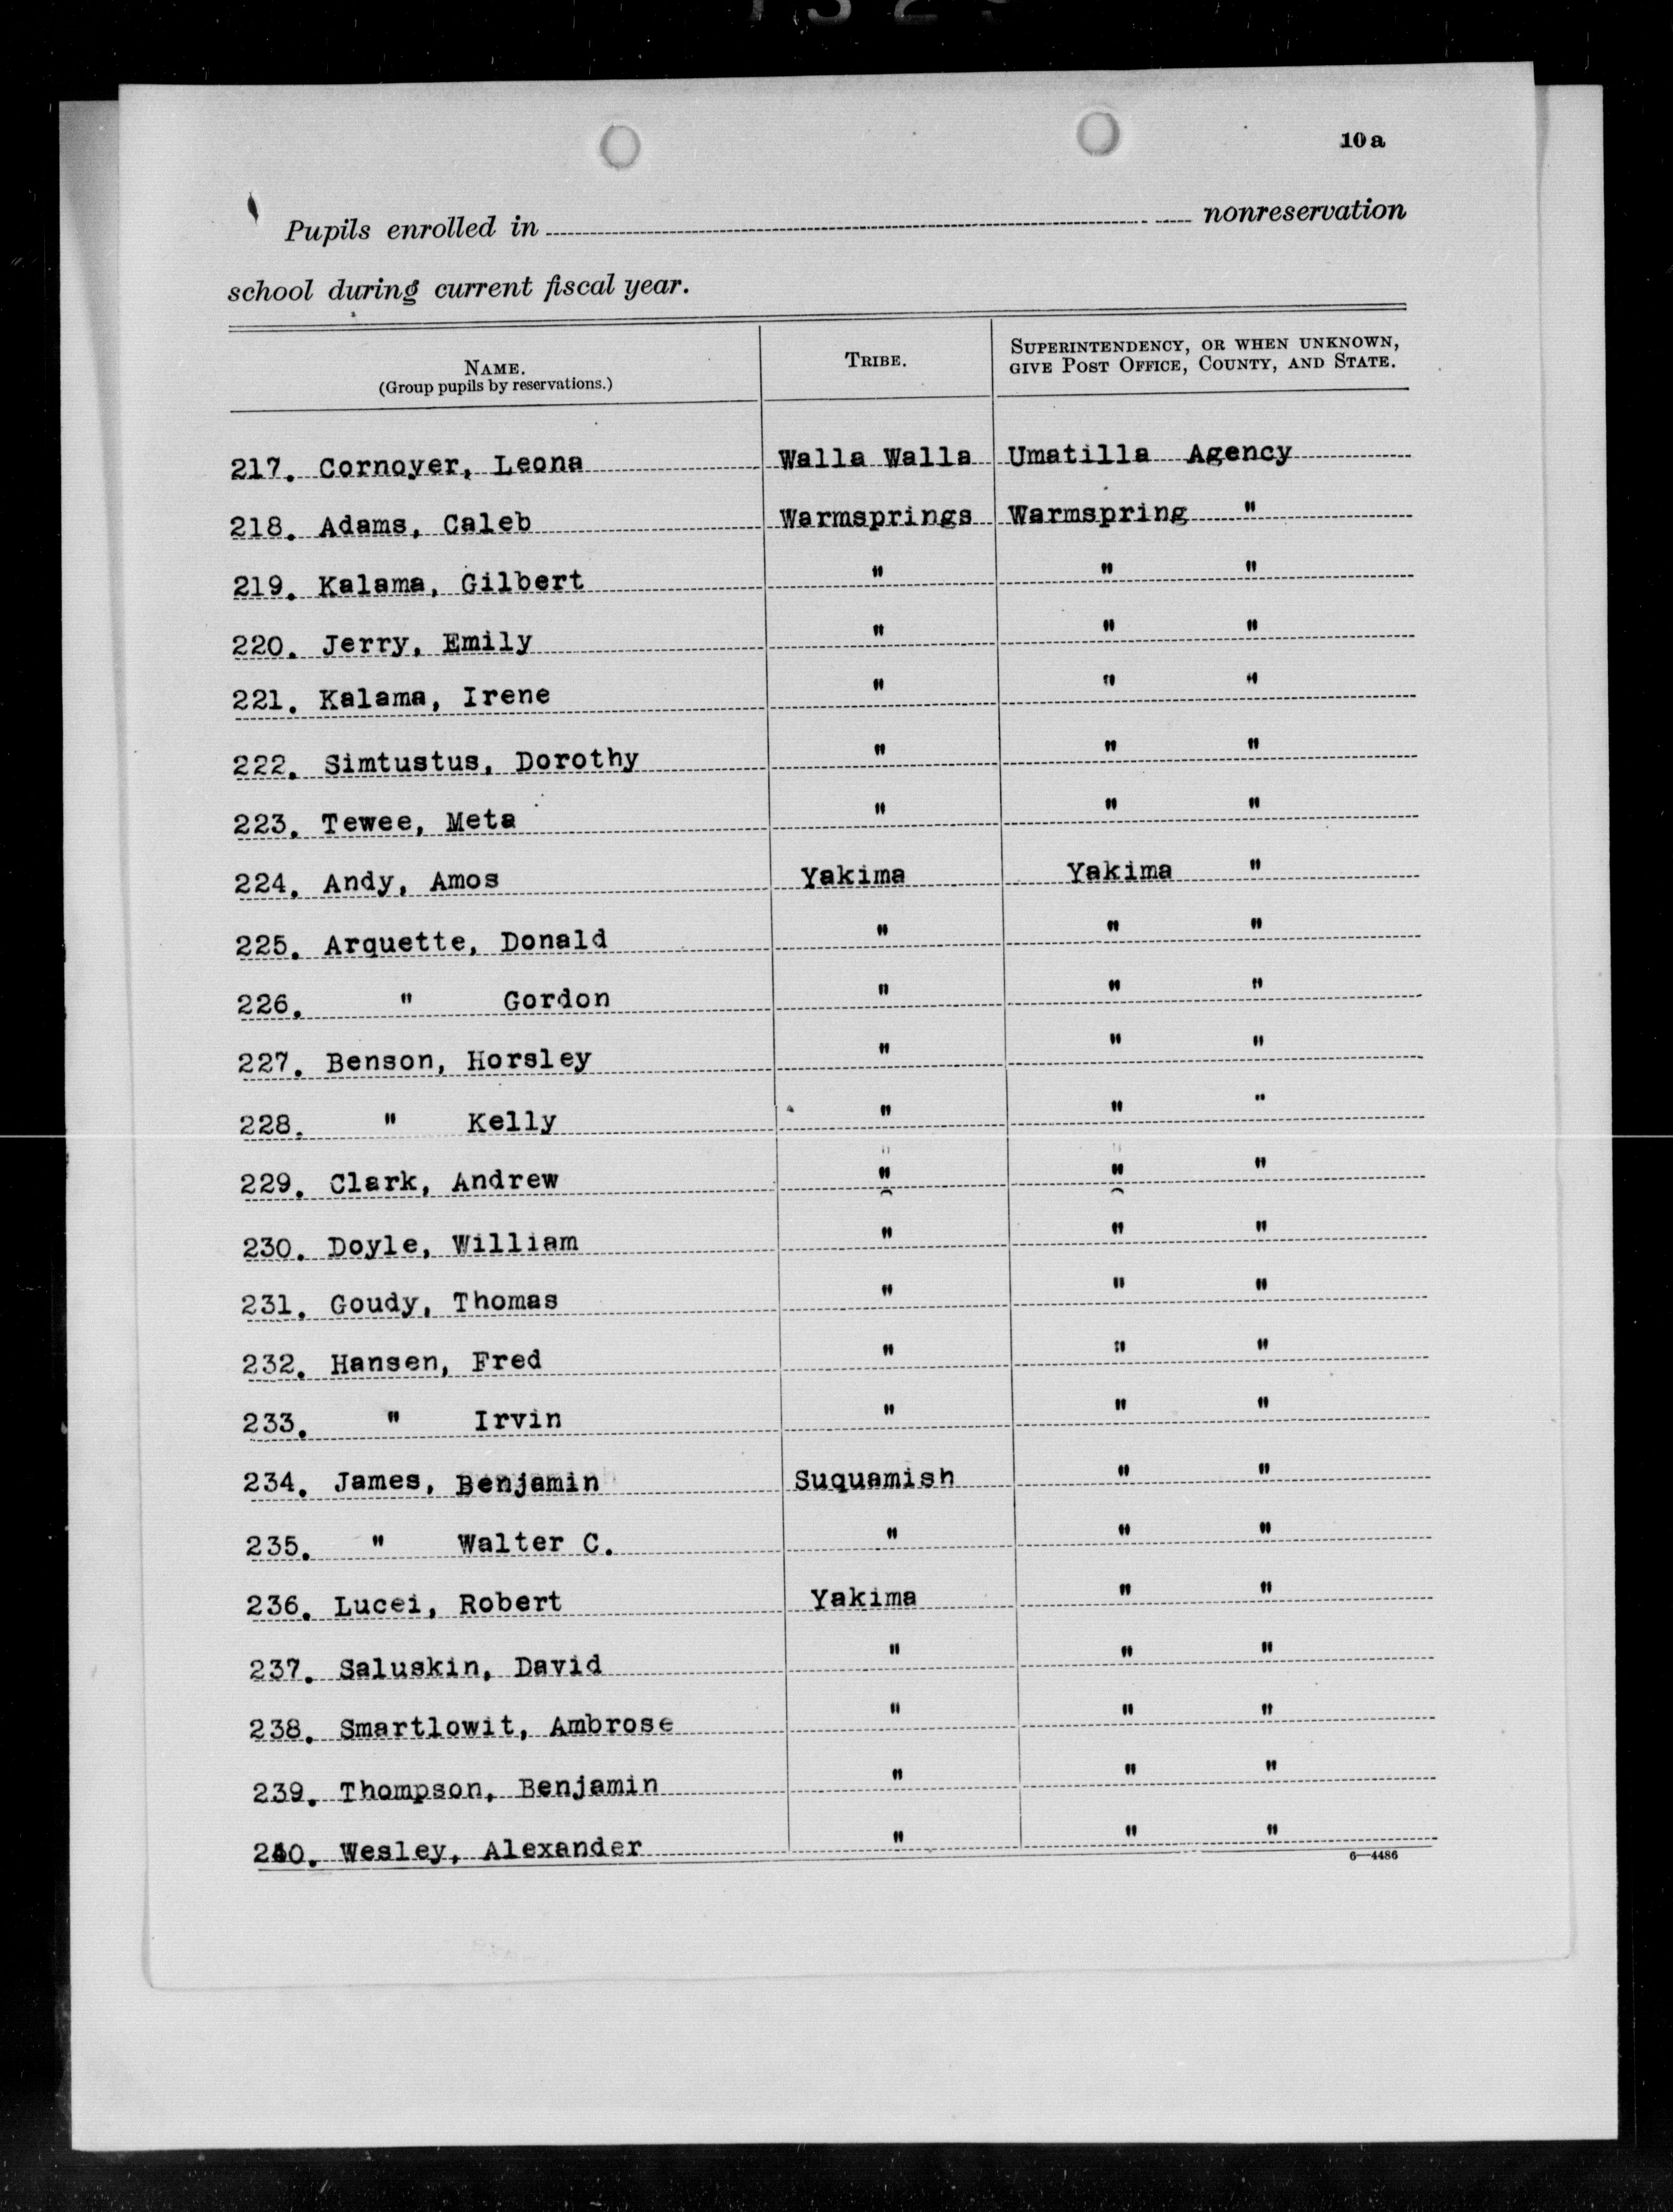 10a
Pupils enrolled in nonreservation
school during current fiscal year.
NAME.
(Group pupils by reservations.)
TRIBE.
SUPERINTENDENCY, OR WHEN UNKNOWN,
GIVE POST OFFICE, COUNTY, AND STATE.
217. Cornoyer, Leona Walla Walla Umatilla Agency
218. Adams, Caleb Warmsprings Warmspring "
219. Kalama, Gilbert " " "
220. Jerry, Emily " " "
221. Kalama, Irene " " "
222. Simtustus, Dorothy " " "
223. Tewee, Meta " " "
224. Andy, Amos Yakima Yakima "
225. Arquette, Donald " " "
226. " Gordon " " "
227. Benson, Horsley " " "
228. " Kelly " " "
229. Clark, Andrew " " "
230. Doyle, William " " "
231. Goudy, Thomas " " "
232. Hansen, Fred " " "
233. " Irvin " " "
234. James, Benjamin Suquamish " "
235. " Walter C. " " "
236. Lucei, Robert Yakima " "
237. Saluskin, David " " "
238. Smartlowit, Ambrose " " "
239. Thompson, Benjamin " " "
240. Wesley, Alexander " " "
6—4486